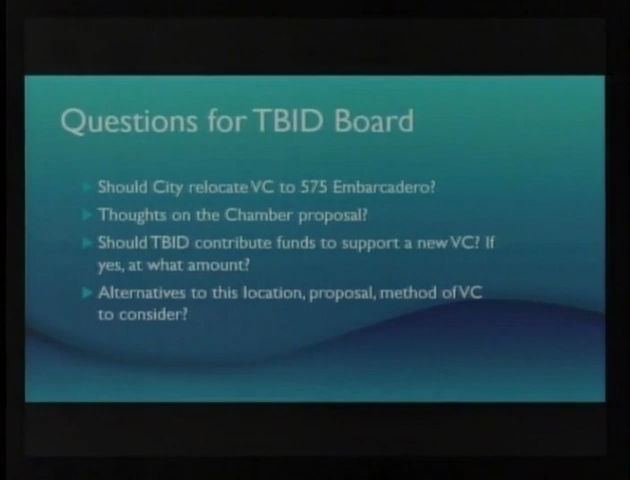 Questions for TBID Board
Should City relocate VC to 575 Embarcadero?
Thoughts on the Chamber proposal?
Should TBID contribute funds to support a new VC? If
yes, at what amount?
Alternatives to this location, proposal, method of VC
to consider?